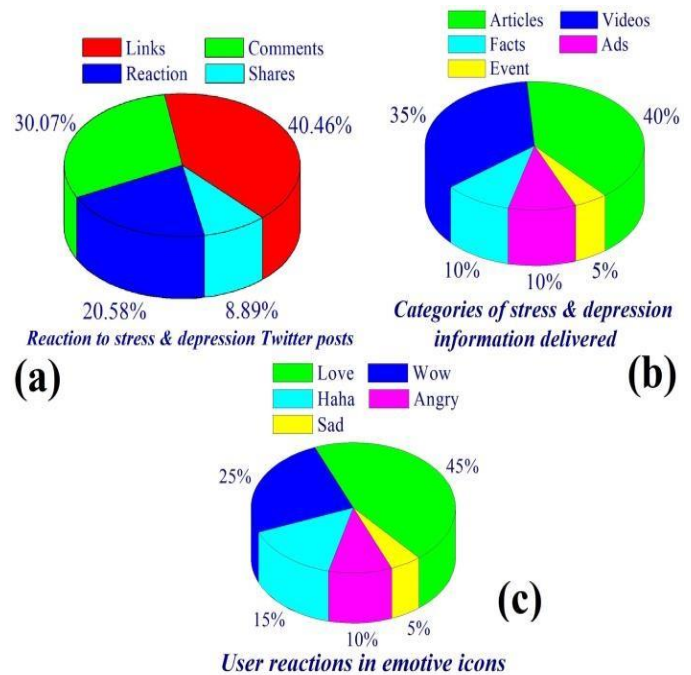 Links Comments
Reaction Shares
30.07%
40.46%
20.58%
8.89%
Reaction to stress & depression Twitter posts
(a)
Articles Videos
Facts Ads
Event
35%
40%
10%
10%
5%
Categories of stress & depression
information delivered
(b)
Love Wow
Haha Angry
Sad
25%
45%
15%
10%
5%
(c)
User reactions in emotive icons